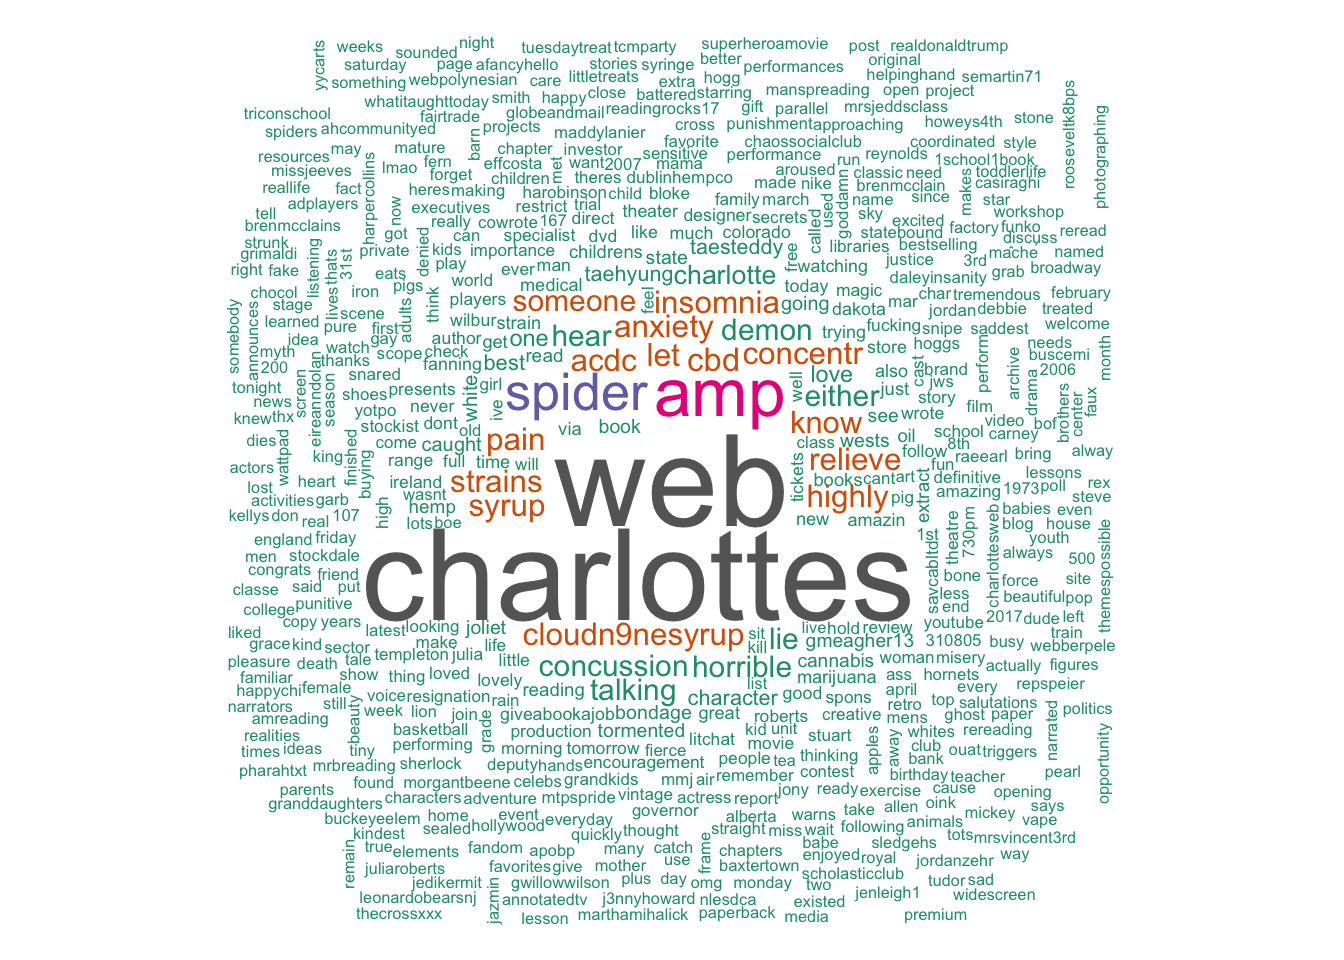 yycarts weeks sounded night tuesdaytreat tcmparty superheroamovie post realdonaldtrump
saturday page afancyhello stories syringe better performances original
something webpolynesian care littletreats extra hogg helpinghand semartin71
whatitaughttoday smith happy close batteredstarring manspreading open project
triconschool fairtrade globeandmail readingrocks17 gift parallel mrsjeddsclass
spiders ahcommunityed barn projects maddylanier cross punishment approaching howeys4th stone rooseveltk8bps photographing
may mature chapter investor favorite chaossocialclub coordinated style
resources harpercollins lmao fern effcosta met want 2007 sensitive performance run reynolds 1school1book
missjeeves forget children theres dublinhempco mama aroused classic need toddlerlife
reallife fact now heres making harobinson child bloke made nike brenmcclain makes casiraghi
adplayers executives restrict trial family march used goddamn name since star
tell got really cowrote 167 direct theater designer secrets called sky excited factory funko workshop
brenmcclains denied can specialist dvd like much colorado statebound discuss reread
strunk listening thats 31st private kids importance childrens state taesteddy free libraries bestselling mâche named
grimaldi play ever man watching justice 3rd broadway
right fake lives eats world medical taehyung charlotte today magic daleyinsanity grab
chocol iron pigs think players someone feel insomnia going dakota mar char tremendous february
stage scene adults wilbur strain anxiety demon jordan debbie treated
somebody announces learned pure first author get one hear trying fucking snipe saddest welcome
idea gay scope check acdc let cbd concentr store hoggs perform needs month
myth watch fanning best read cast brand archive buscemi
200 thanks snared girl spider amp well love also jws drama 2006
tonight screen season shoes presents white ive either just story brothers faux
news eireanndolan yotpo never see wrote film center
knew thx stockist dont old via book know video bof
dies wattpad king come caught pain class wests oil school carney alway
finished range full time will web tickets relieve follow 8th raeearl bring
actors heart buying ireland strains books cant art extract fun definitive lessons
lost garb wasnt highly pig amazing 1973 poll rex
activities high hemp syrup steve
kellys don real 107 lots boe new amazin babies even
england friday charlottes 1st theatre 730pm blog house
men stockdale savcabltd charlottesweb always youth
congrats friend bone force 500
classe said put less beautiful pop site themespossible
college punitive end 2017 dude left
copy years latest looking joliet cloudn9nesyrup sit live hold review youtube train
liked make kill lie gmeagher13 310805 busy webberpele
grace kind sector templeton julia life concussion horrible cannabis woman misery actually figures
pleasure death tale little
familiar show thing loved lovely marijuana ass hornets repspeier
happychi female voice resignation reading talking list character good spons april every
narrators still beauty rain retro top salutations politics
amreading week lion join grade giveabookajob bondage great roberts creative mens ghost paper narrated
realities basketball production tormented litchat kid unit stuart whites rereading
times ideas tiny performing morning tomorrow fierce movie thinking apples away club ouat triggers opportunity
pharahtxt mrbreading sherlock deputy hands encouragement people tea bank pearl
parents found morgantbeene celebs grandkids mmj air remember contest birthday teacher opening
granddaughters characters adventure mtpspride vintage actress report jony ready exercise cause
buckeyeelem home event everyday governor alberta warns take allen oink mickey says
kindest sealed hollywood quickly thought straight miss wait following animals vape
remain true elements fandom apobp many catch frame chapters babe sledgehs tots mrsvincent3rd
juliaroberts favorites give mother use baxtertown enjoyed royal jordanzehr way
jedikermit jazmin gwillowwilson plus day omg monday two scholasticclub tudor sad
leonardobearsnj annotatedtv j3nnyhoward nlesdca existed jenleigh1 widescreen
thecrossxxx lesson marthamihalick paperback media premium